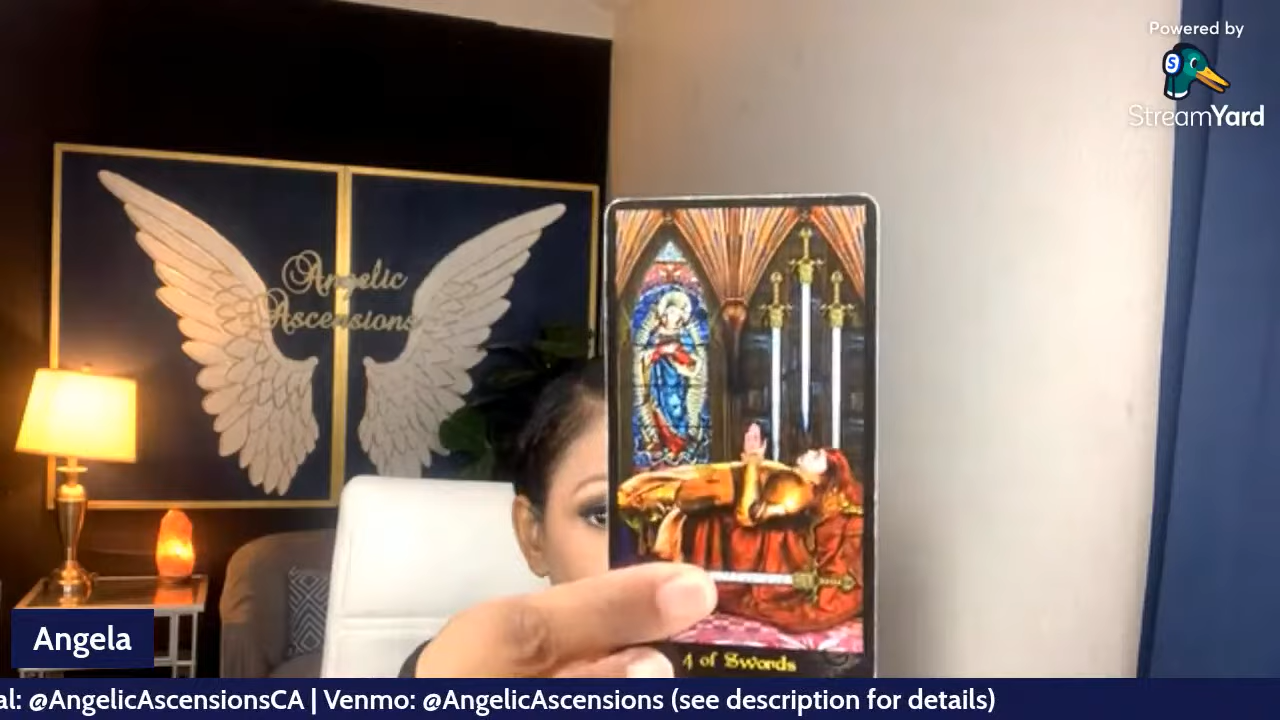 Powered by
S
StreamYard
Angelic
Ascensions
4 of Swords
Angela
al: @AngelicAscensionsCA | Venmo: @AngelicAscensions (see description for details)